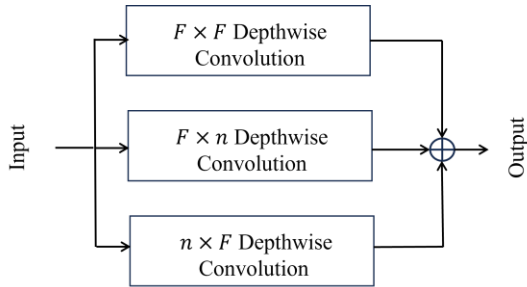 F × F Depthwise
Convolution
Input
F × n Depthwise
Convolution
Output
n × F Depthwise
Convolution